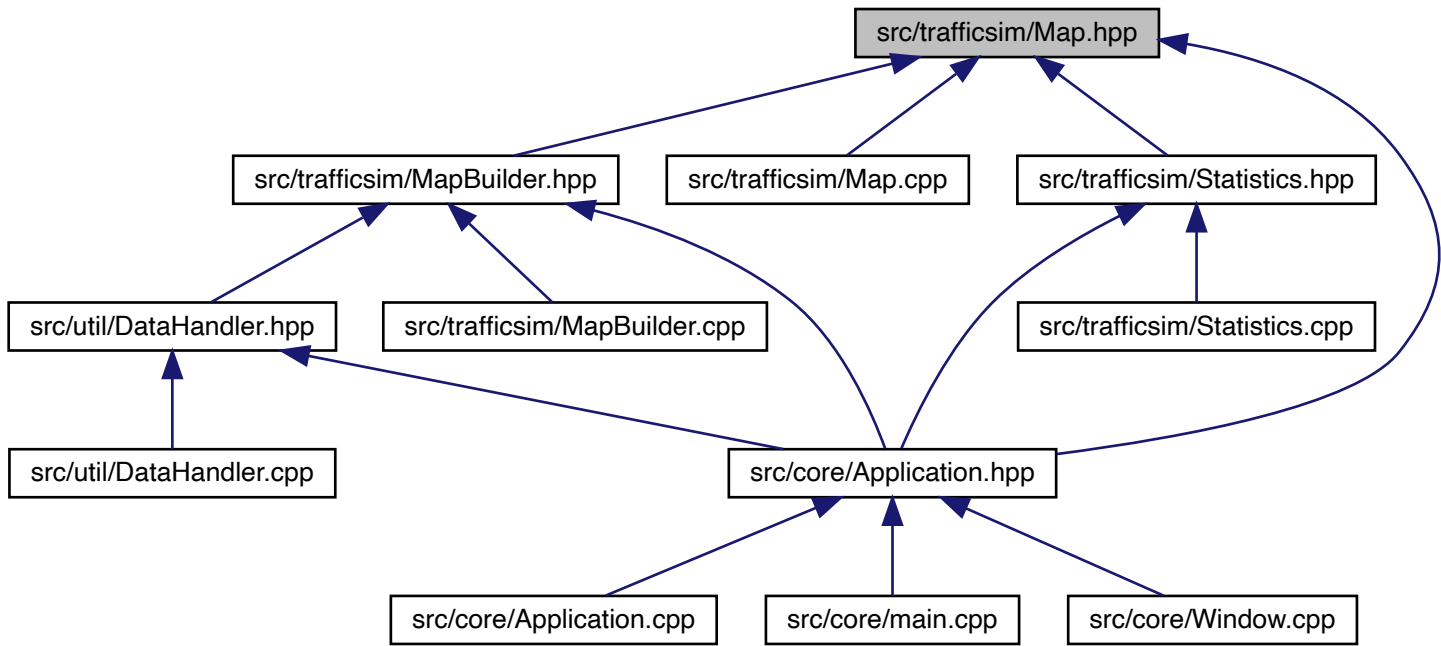 src/trafficsim/Map.hpp
src/trafficsim/MapBuilder.hpp
src/trafficsim/Map.cpp
src/trafficsim/Statistics.hpp
src/util/DataHandler.hpp
src/trafficsim/MapBuilder.cpp
src/trafficsim/Statistics.cpp
src/util/DataHandler.cpp
src/core/Application.hpp
src/core/Application.cpp
src/core/main.cpp
src/core/Window.cpp